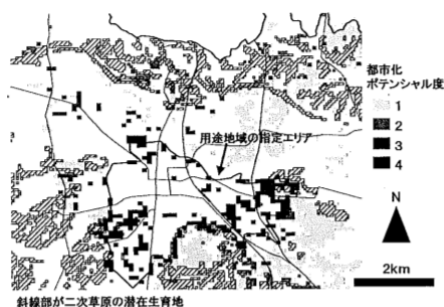 都市化
ポテンシャル度
1
2
3
4
用途地域の指定エリア
N
2km
斜線部が二次草原の潜在生育地